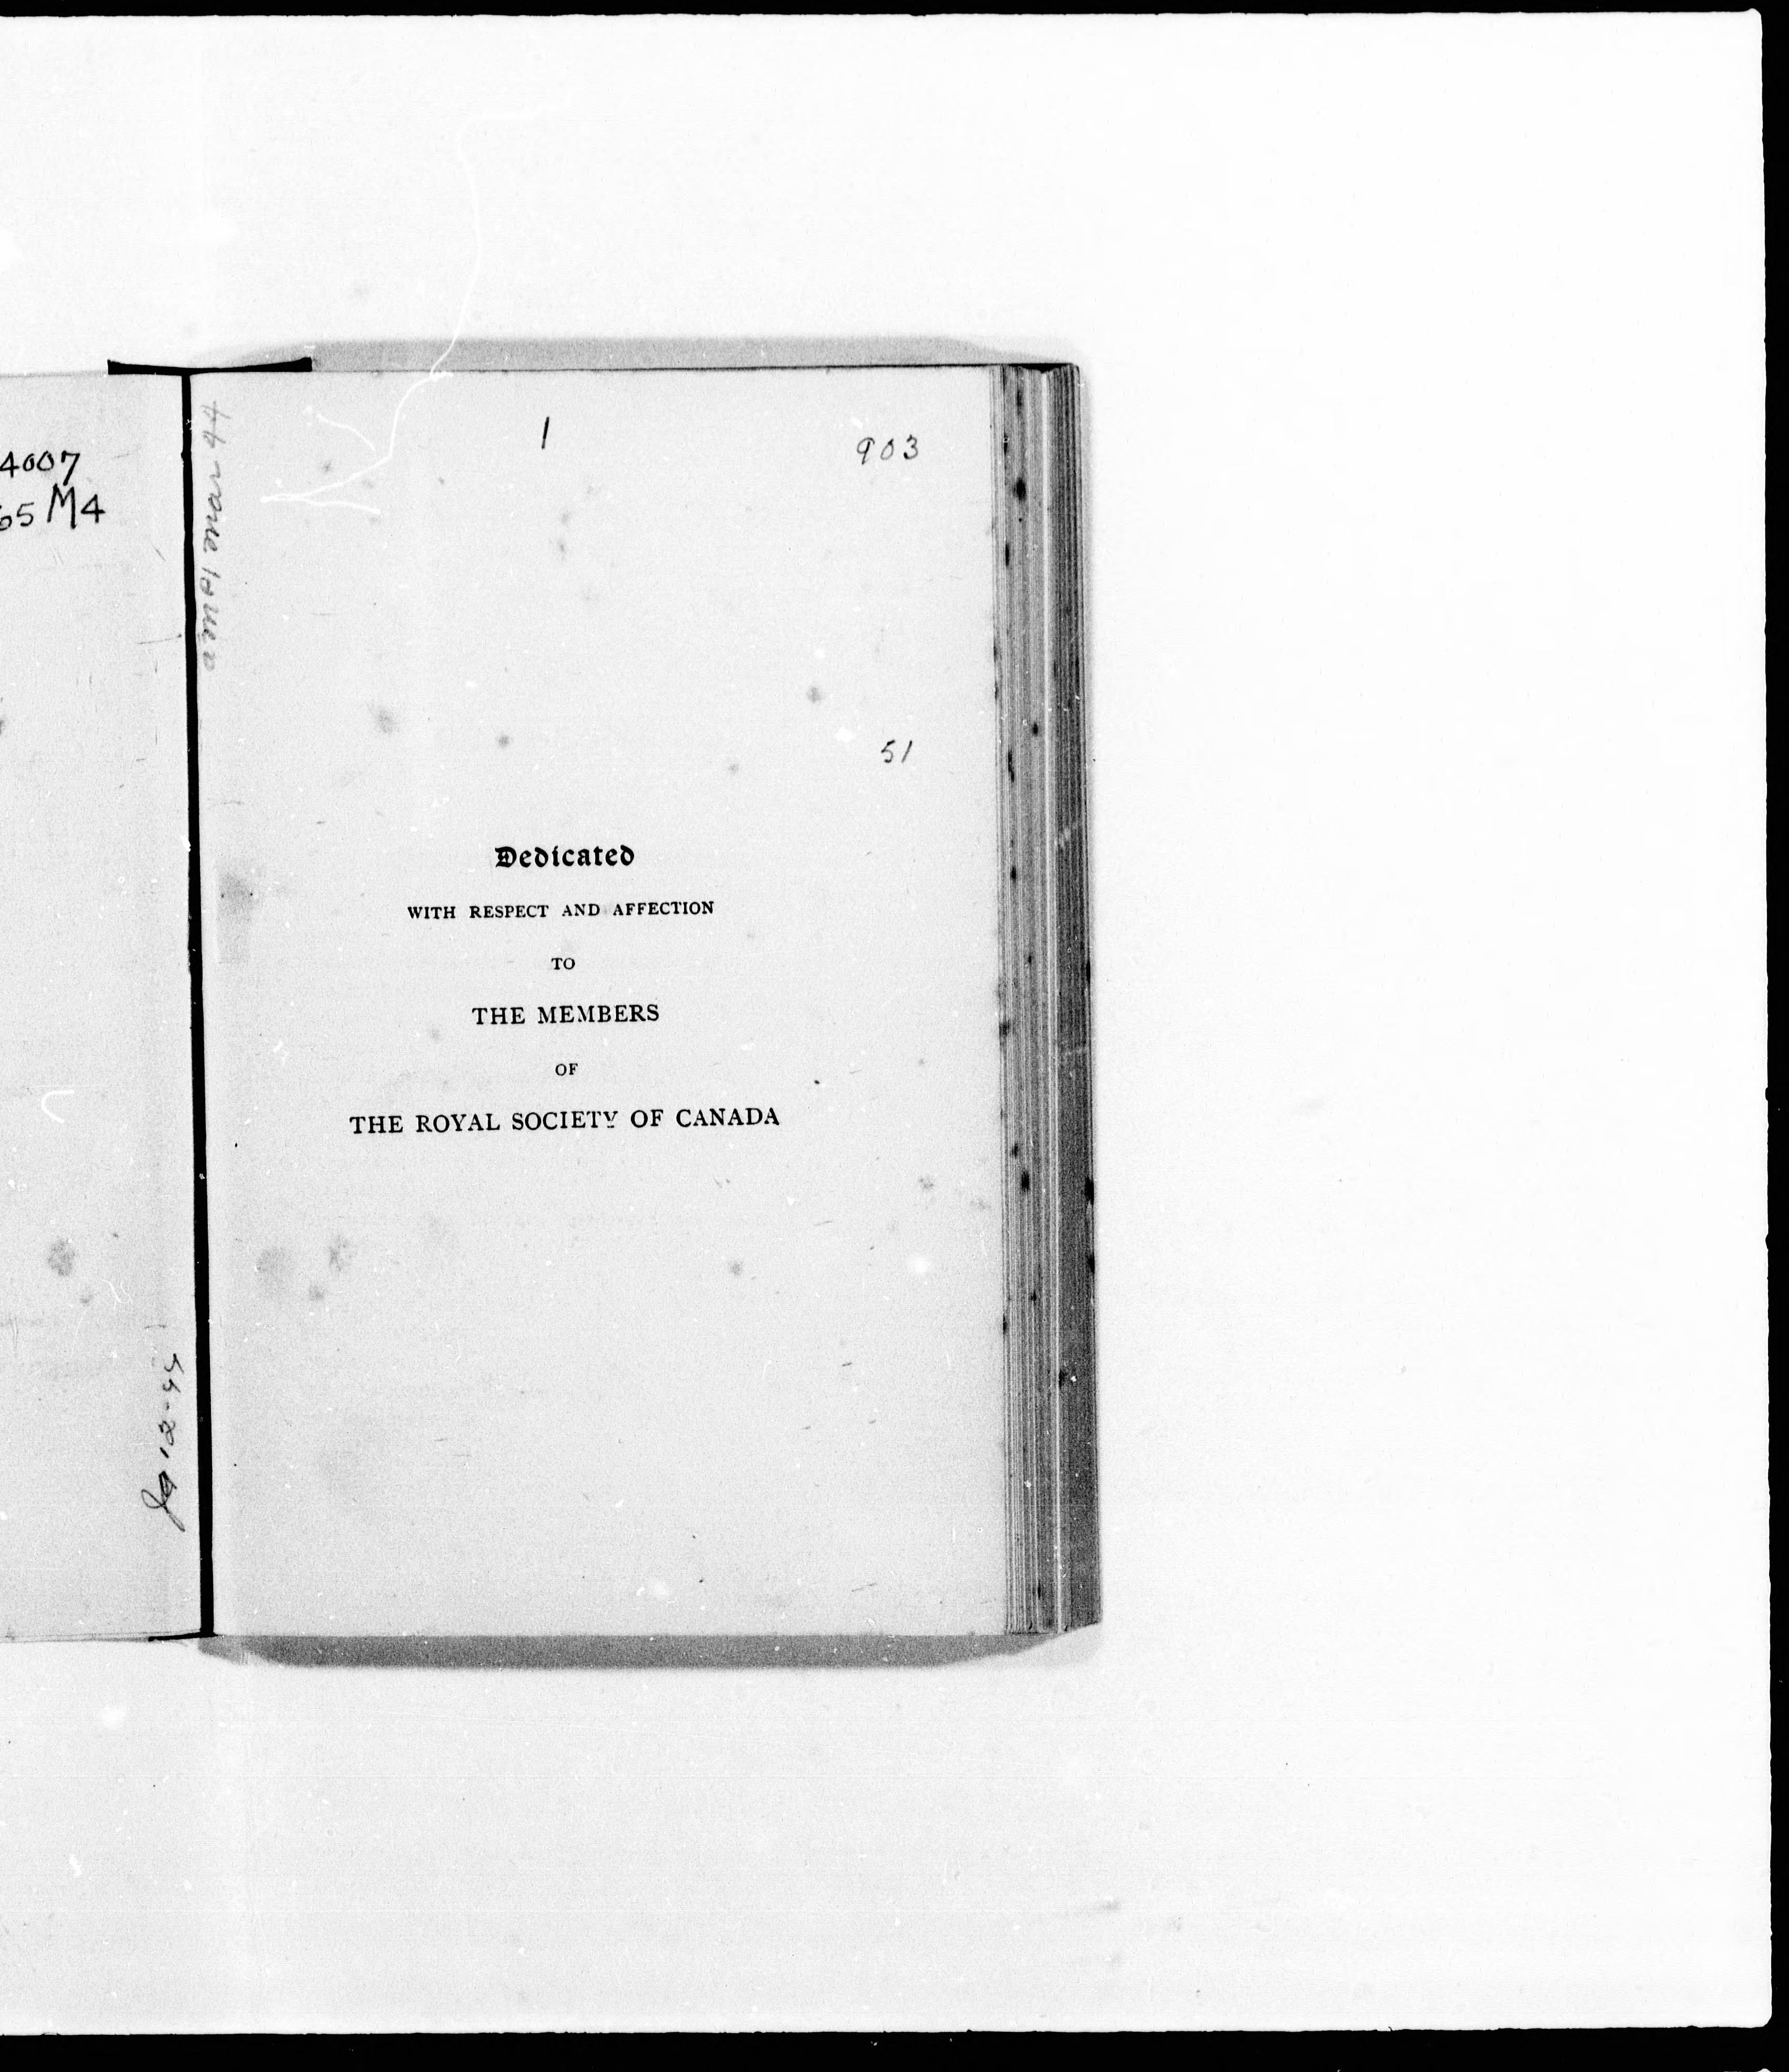 4007
65 M4
1
903
51
Dedicated
WITH RESPECT AND AFFECTION
TO
THE MEMBERS
OF
THE ROYAL SOCIETY OF CANADA